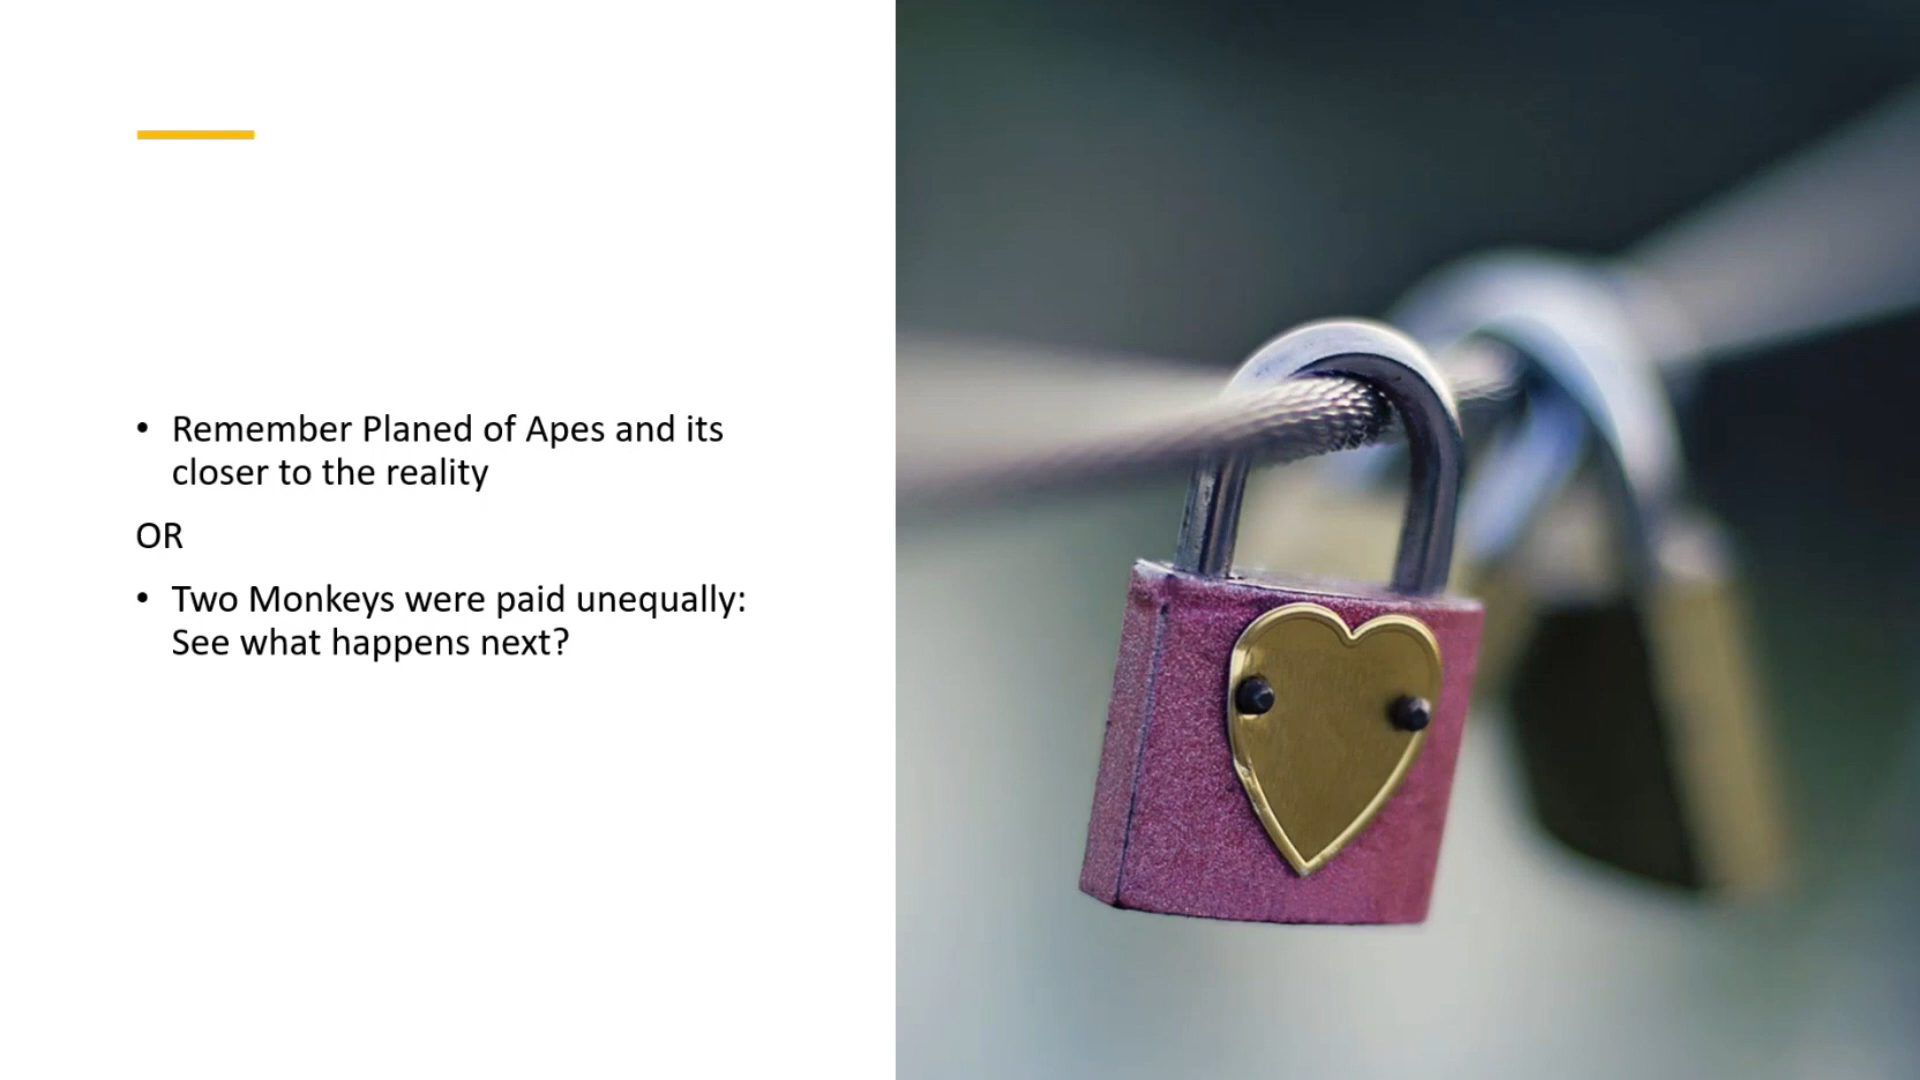 • Remember Planed of Apes and its
closer to the reality
OR
• Two Monkeys were paid unequally:
See what happens next?